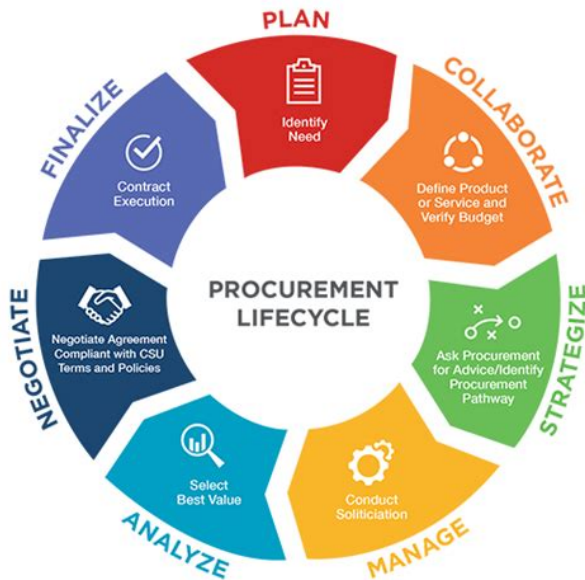 PLAN
Identify
Need
COLLABORATE
Define Product
or Service and
Verify Budget
STRATEGIZE
Ask Procurement
for Advice/Identify
Procurement
Pathway
MANAGE
Conduct
Soliticiation
ANALYZE
Select
Best Value
NEGOTIATE
Negotiate Agreement
Compliant with CSU
Terms and Policies
FINALIZE
Contract
Execution
PROCUREMENT
LIFECYCLE